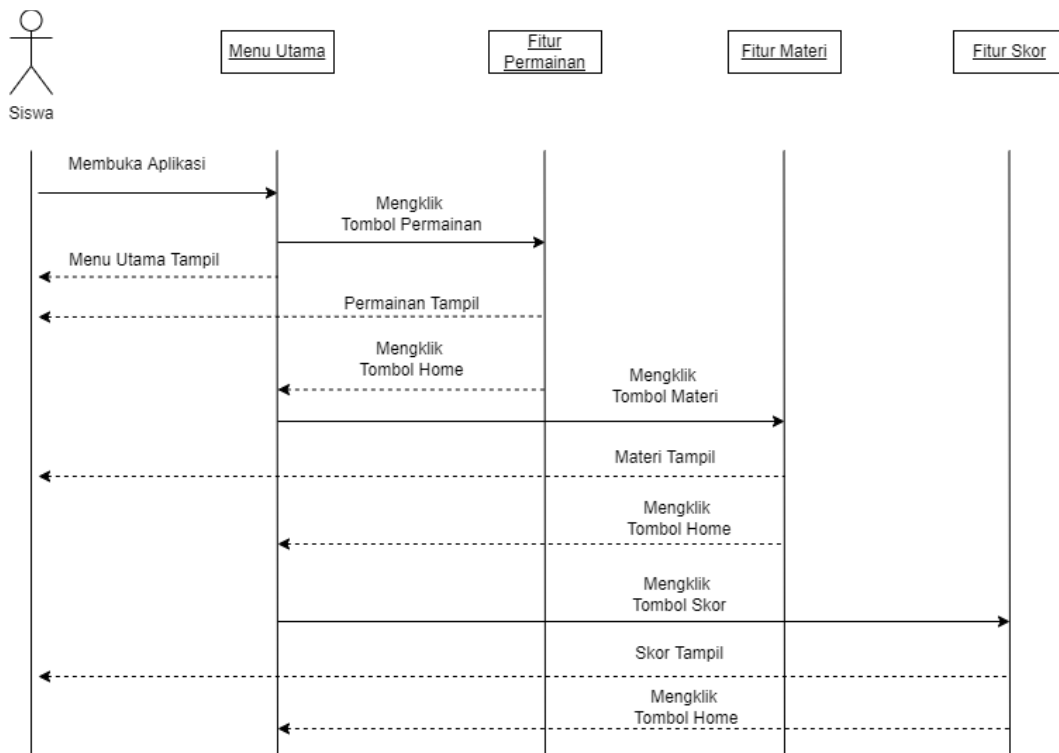 Siswa
Menu Utama
Fitur
Permainan
Fitur Materi
Fitur Skor
Membuka Aplikasi
Mengklik
Tombol Permainan
Menu Utama Tampil
Permainan Tampil
Mengklik
Tombol Home
Mengklik
Tombol Materi
Materi Tampil
Mengklik
Tombol Home
Mengklik
Tombol Skor
Skor Tampil
Mengklik
Tombol Home